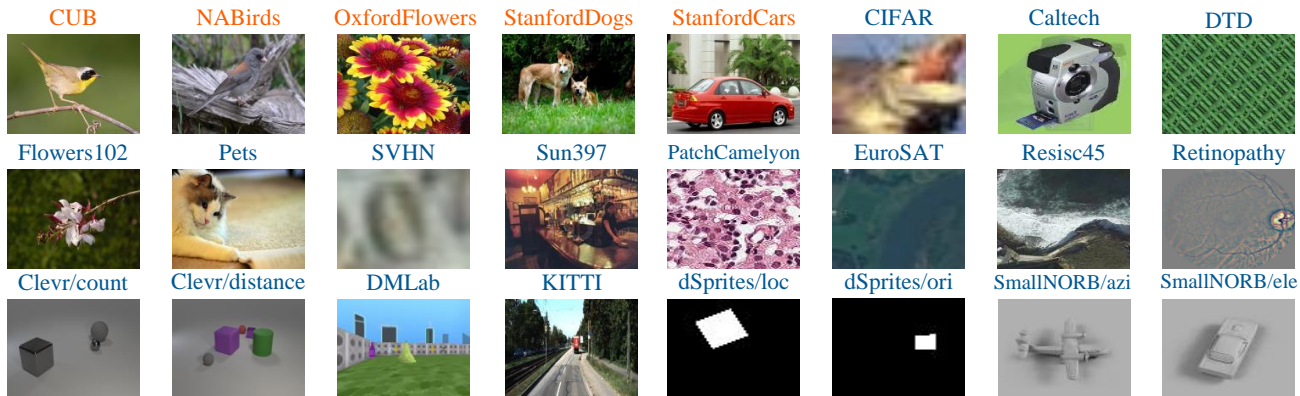 CUB NABirds OxfordFlowers StanfordDogs StanfordCars CIFAR Caltech DTD
Flowers102 Pets SVHN Sun397 PatchCamelyon EuroSAT Resisc45 Retinopathy
Clevr/count Clevr/distance DMLab KITTI dSprites/loc dSprites/ori SmallNORB/azi SmallNORB/ele